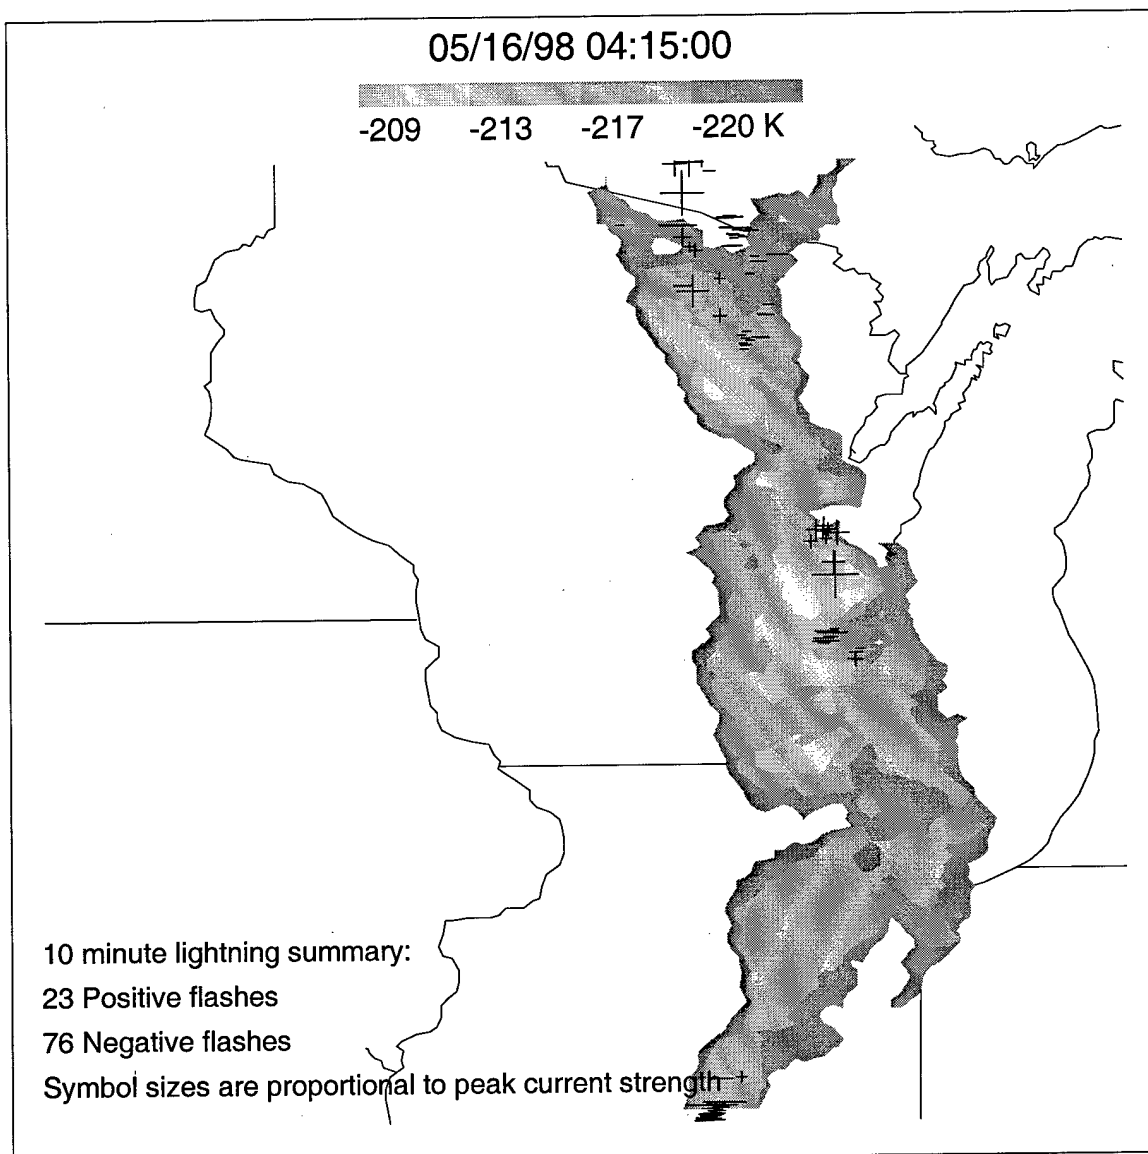 05/16/98 04:15:00
-209 -213 -217 -220 K
10 minute lightning summary:
23 Positive flashes
76 Negative flashes
Symbol sizes are proportional to peak current strength